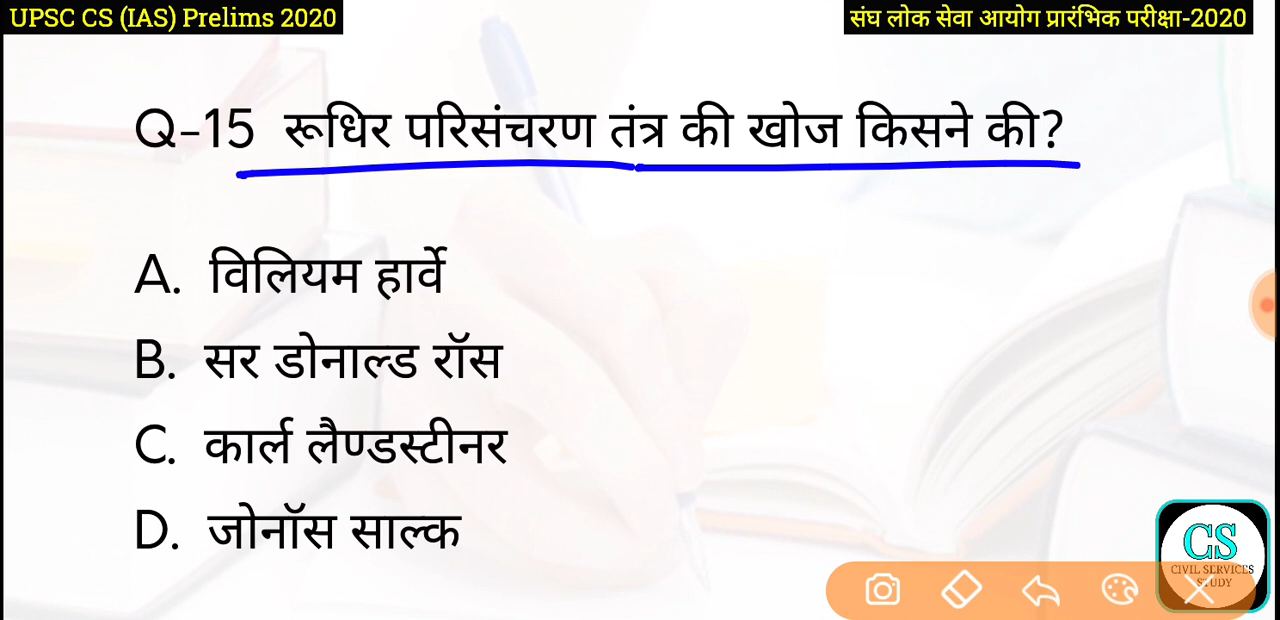 UPSC CS (IAS) Prelims 2020
संघ लोक सेवा आयोग प्रारंभिक परीक्षा-2020
Q-15 रूधिर परिसंचरण तंत्र की खोज किसने की?
A. विलियम हार्वे
B. सर डोनाल्ड रॉस
C. कार्ल लैण्डस्टीनर
D. जोनॉस साल्क
CS
CIVIL SERVICES
STUDY